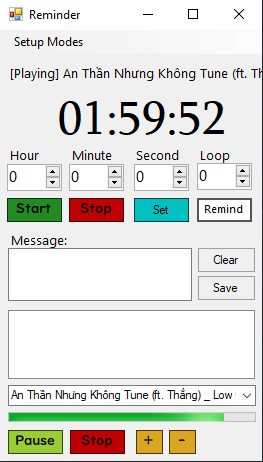 Reminder
Setup Modes
[Playing] An Thần Nhưng Không Tune (ft. Th
01:59:52
Hour Minute Second Loop
0 0 0 0
Start Stop Set Remind
Message:
Clear
Save
An Thần Nhưng Không Tune (ft. Thắng) _ Low
Pause Stop + -